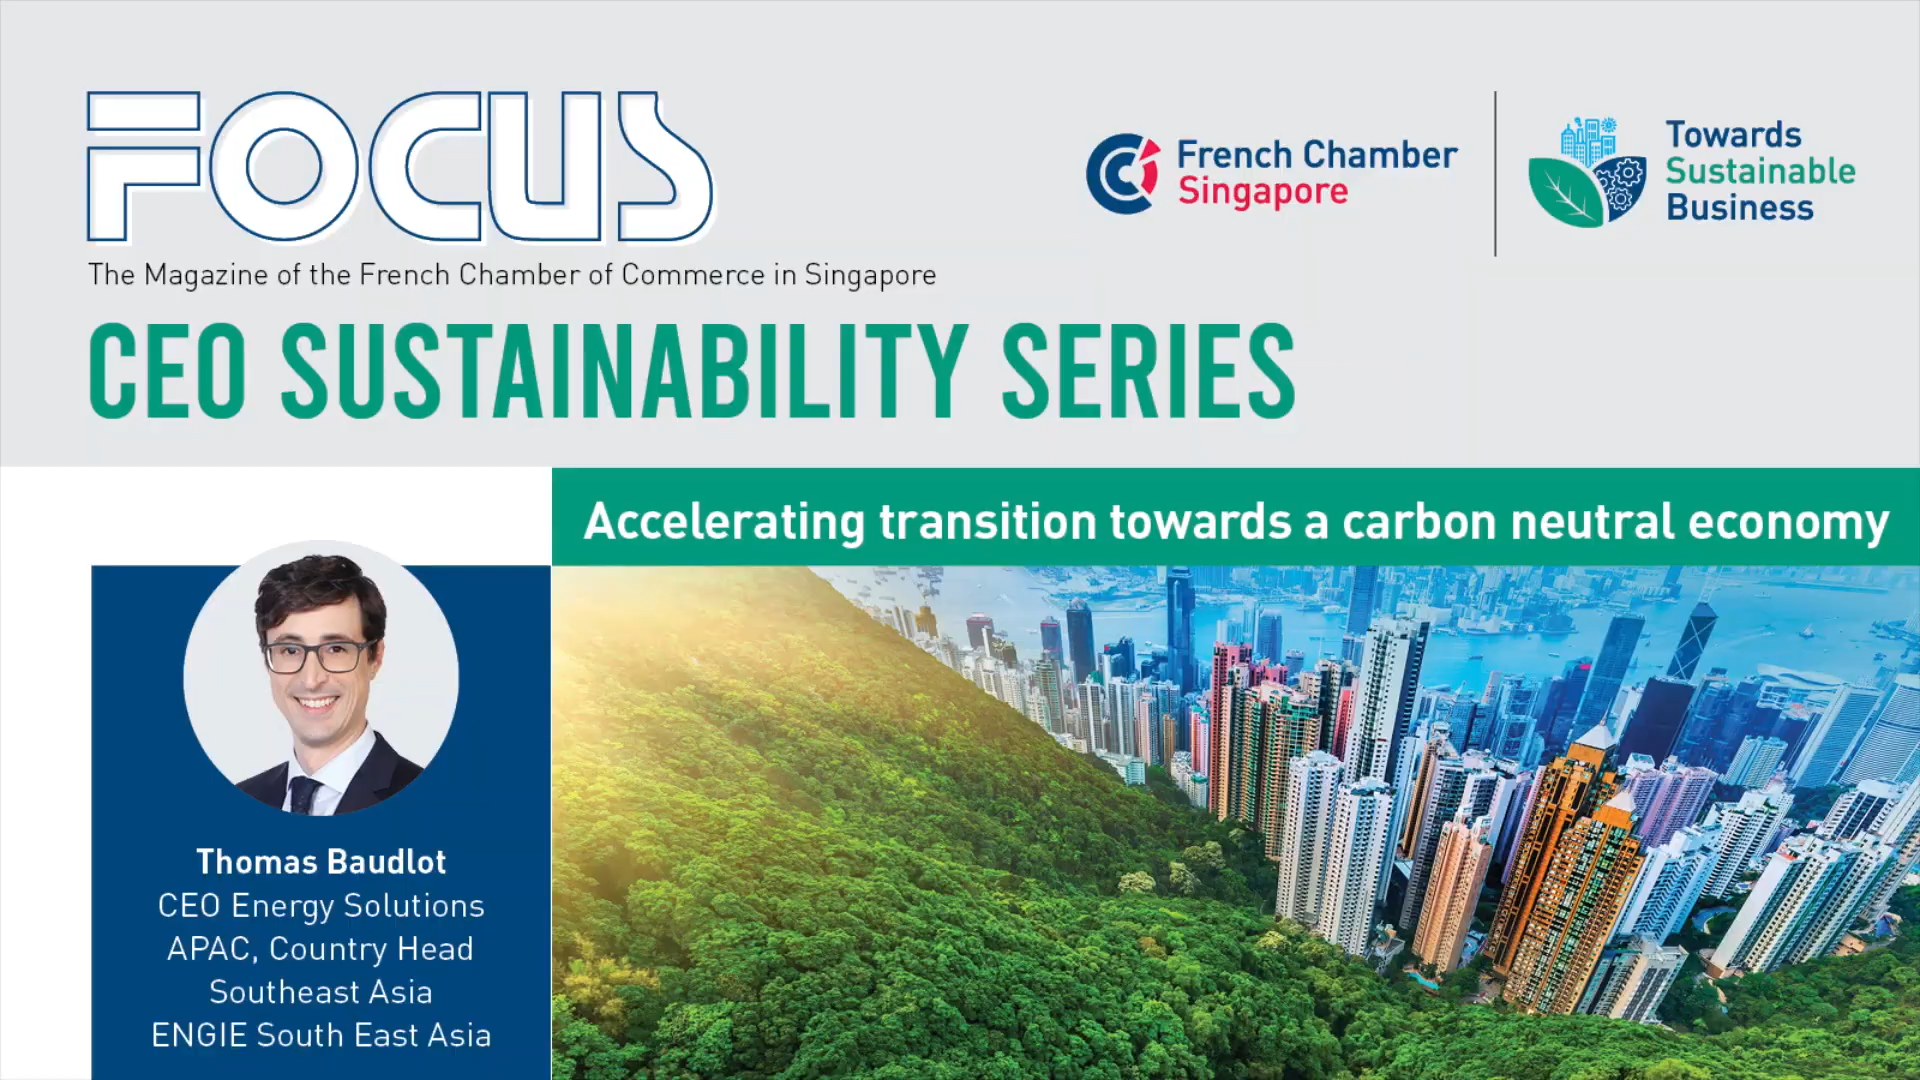 FOCUS
The Magazine of the French Chamber of Commerce in Singapore
French Chamber
Singapore
Towards
Sustainable
Business
CEO SUSTAINABILITY SERIES
Accelerating transition towards a carbon neutral economy
Thomas Baudlot
CEO Energy Solutions
APAC, Country Head
Southeast Asia
ENGIE South East Asia